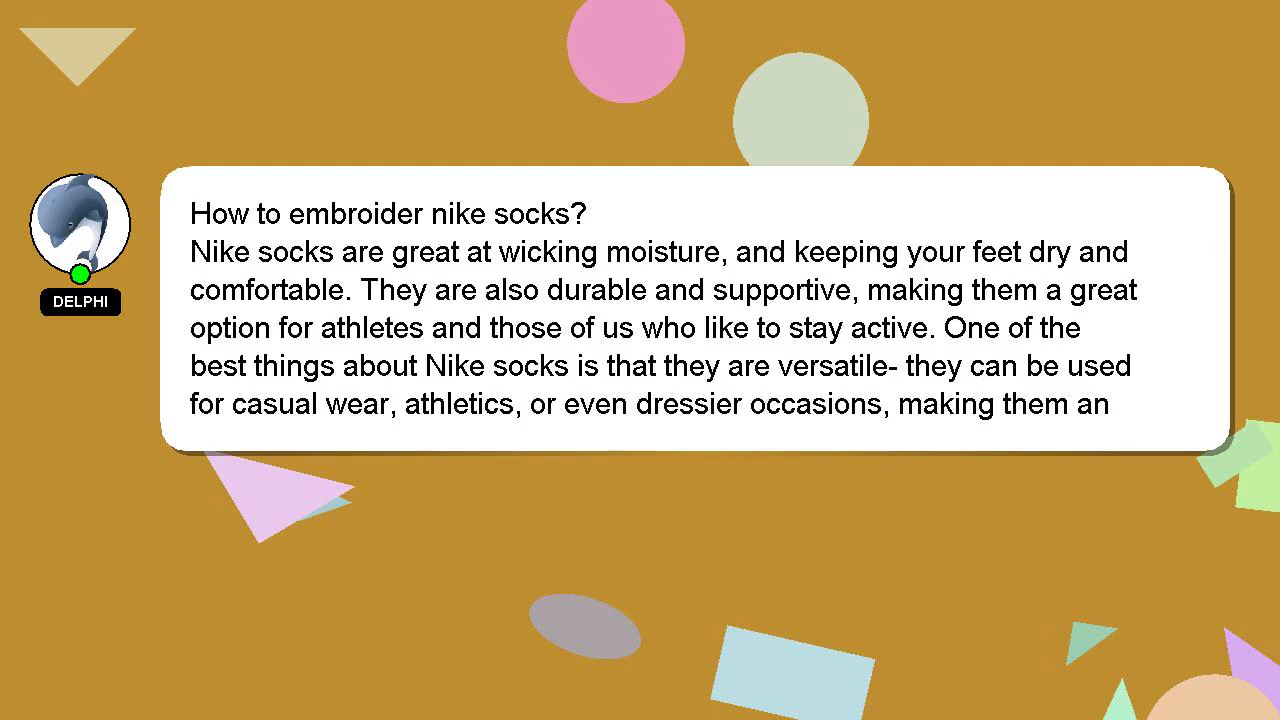 DELPHI
How to embroider nike socks?
Nike socks are great at wicking moisture, and keeping your feet dry and
comfortable. They are also durable and supportive, making them a great
option for athletes and those of us who like to stay active. One of the
best things about Nike socks is that they are versatile- they can be used
for casual wear, athletics, or even dressier occasions, making them an